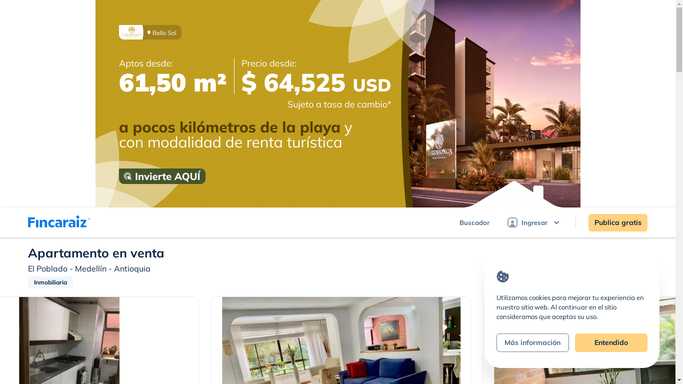 Bello Sol
Aptos desde:
61,50 m²
Precio desde:
$ 64,525 USD
Sujeto a tasa de cambio*
a pocos kilómetros de la playa y
con modalidad de renta turística
Invierte AQUÍ
Fincaraíz
Buscador
Ingresar
Publica gratis
Apartamento en venta
El Poblado - Medellín - Antioquia
Inmobiliaria
Utilizamos cookies para mejorar tu experiencia en
nuestro sitio web. Al continuar en el sitio
consideramos que aceptas su uso.
Más información
Entendido